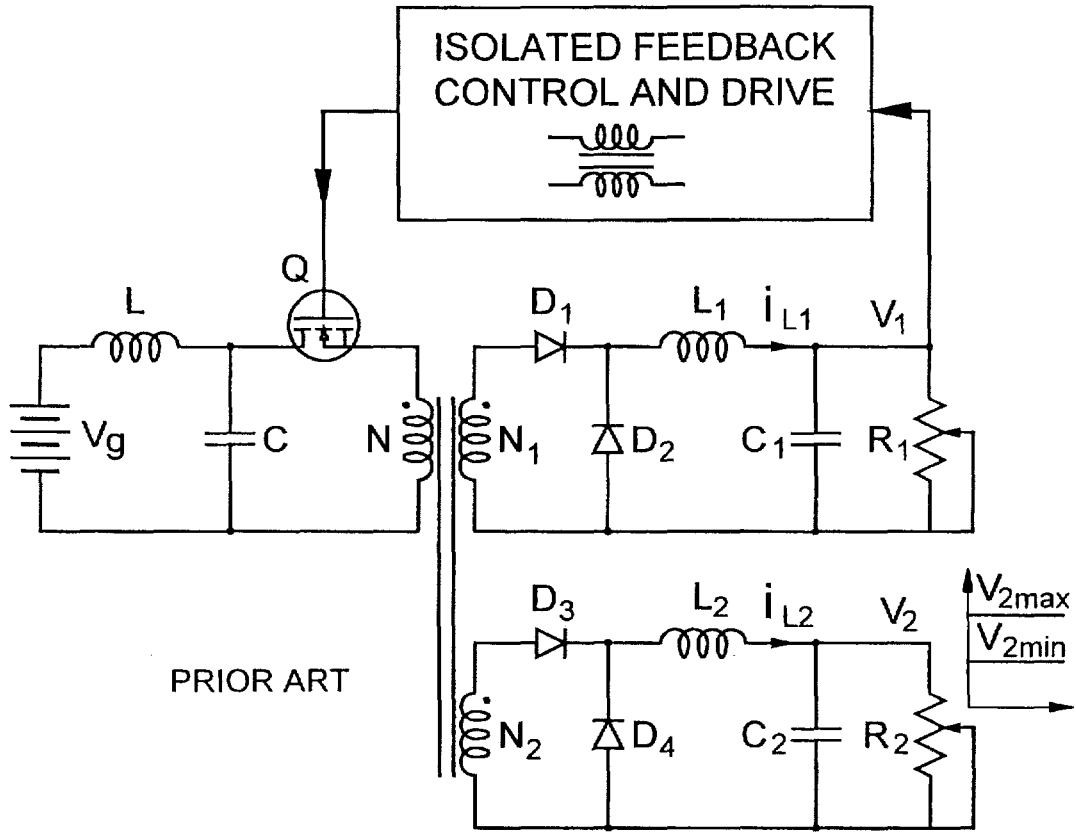 ISOLATED FEEDBACK
CONTROL AND DRIVE
Q
L
D1
L1
iL1
V1
Vg
C
N
N1
D2
C1
R1
D3
L2
iL2
V2
V2max
V2min
PRIOR ART
N2
D4
C2
R2